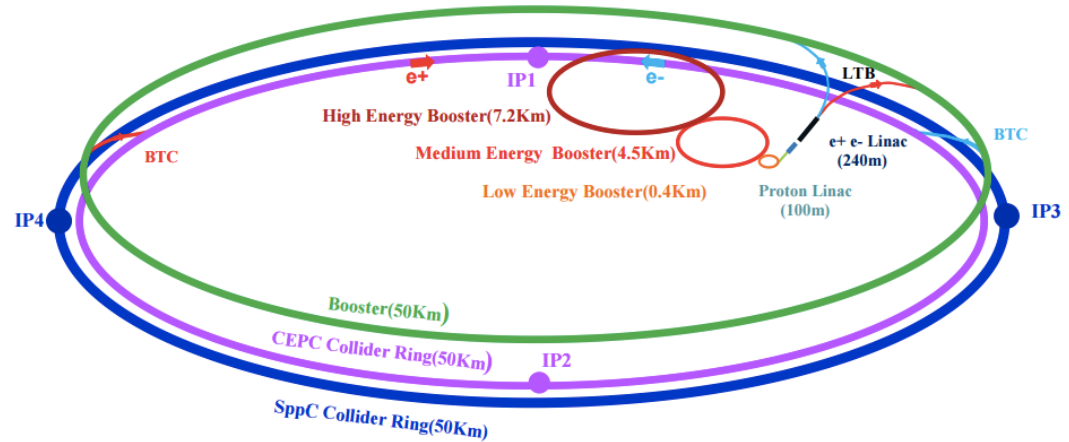 e+
IP1
e-
LTB
High Energy Booster(7.2Km)
BTC
Medium Energy Booster(4.5Km)
e+ e- Linac
(240m)
BTC
Low Energy Booster(0.4Km)
Proton Linac
(100m)
IP4
IP3
Booster(50Km)
CEPC Collider Ring(50Km)
IP2
SppC Collider Ring(50Km)